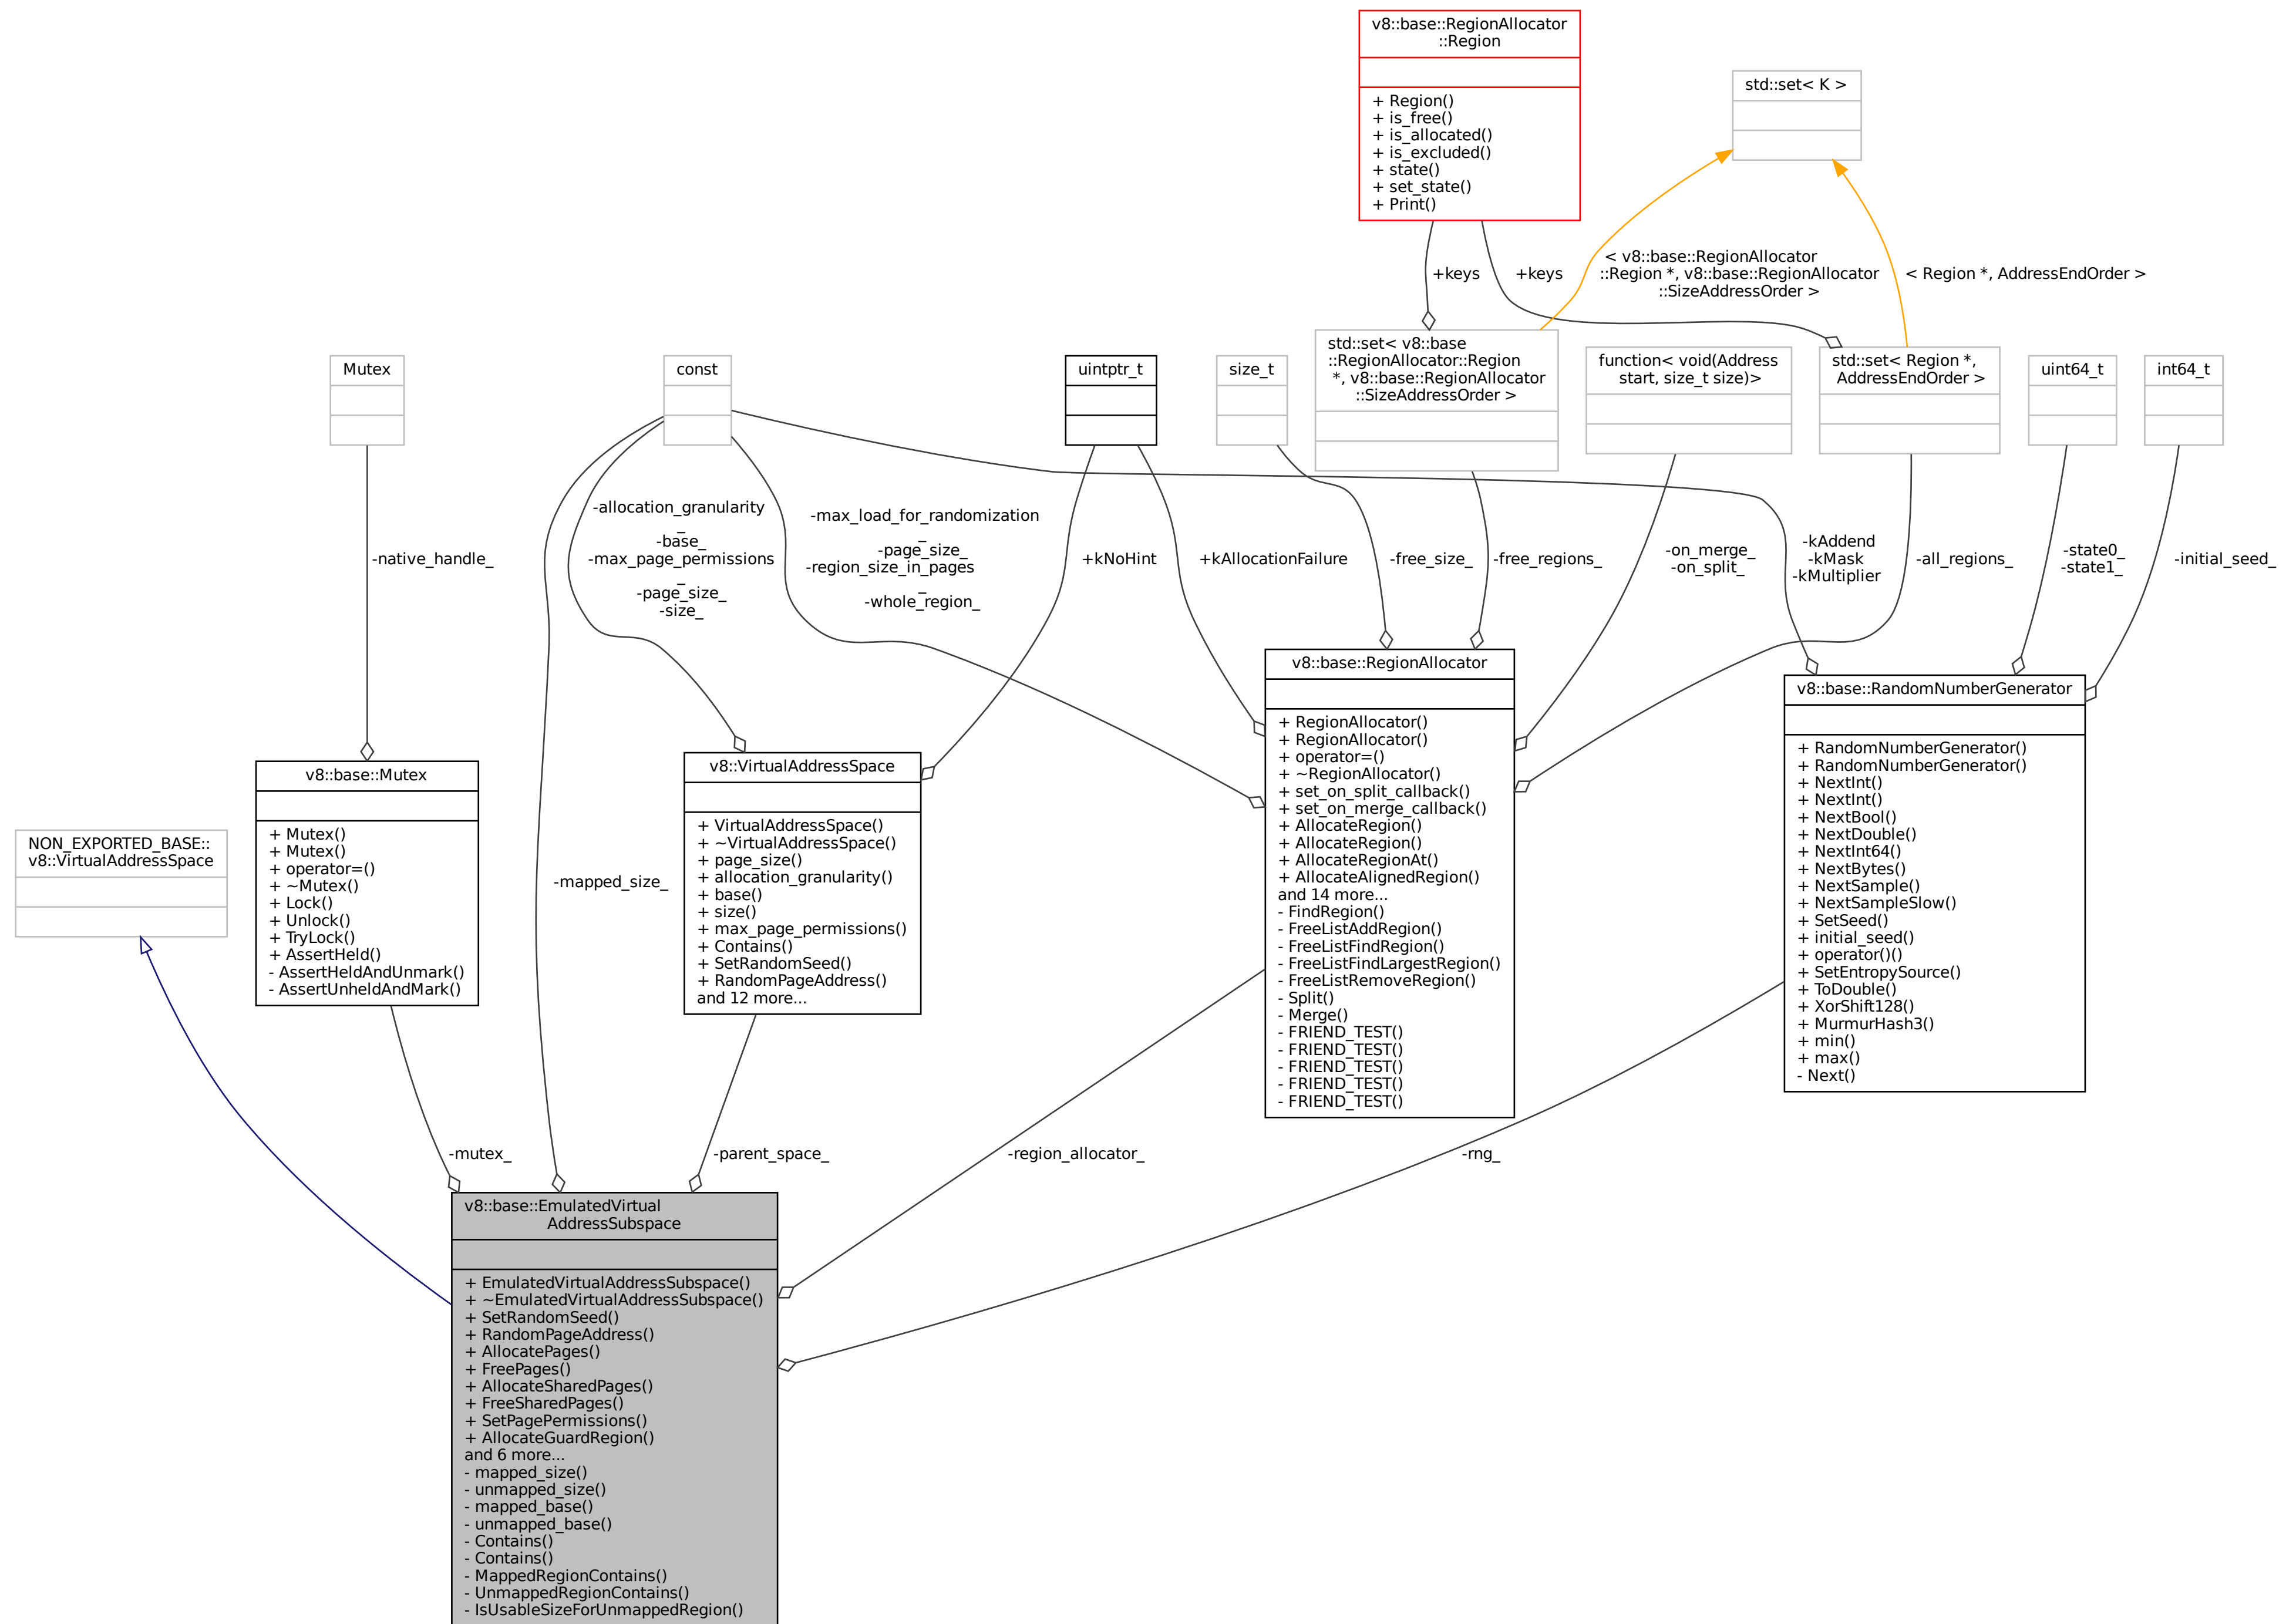 v8::base::RegionAllocator
::Region
+ Region()
+ is_free()
+ is_allocated()
+ is_excluded()
+ state()
+ set_state()
+ Print()
std::set< K >
+keys
+keys
< v8::base::RegionAllocator
::Region *, v8::base::RegionAllocator
::SizeAddressOrder >
< Region *, AddressEndOrder >
Mutex
const
uintptr_t
size_t
std::set< v8::base
::RegionAllocator::Region
*, v8::base::RegionAllocator
::SizeAddressOrder >
function< void(Address
start, size_t size)>
std::set< Region *,
AddressEndOrder >
uint64_t
int64_t
-native_handle_
-allocation_granularity
_
-base_
-max_page_permissions
_
-page_size_
-size_
-max_load_for_randomization
_
-page_size_
-region_size_in_pages
_
-whole_region_
+kNoHint
+kAllocationFailure
-free_size_
-free_regions_
-on_merge_
-on_split_
-kAddend
-kMask
-kMultiplier
-all_regions_
-state0_
-state1_
-initial_seed_
NON_EXPORTED_BASE::
v8::VirtualAddressSpace
v8::base::Mutex
+ Mutex()
+ Mutex()
+ operator=()
+ ~Mutex()
+ Lock()
+ Unlock()
+ TryLock()
+ AssertHeld()
- AssertHeldAndUnmark()
- AssertUnheldAndMark()
-mapped_size_
v8::VirtualAddressSpace
+ VirtualAddressSpace()
+ ~VirtualAddressSpace()
+ page_size()
+ allocation_granularity()
+ base()
+ size()
+ max_page_permissions()
+ Contains()
+ SetRandomSeed()
+ RandomPageAddress()
and 12 more...
v8::base::RegionAllocator
+ RegionAllocator()
+ RegionAllocator()
+ operator=()
+ ~RegionAllocator()
+ set_on_split_callback()
+ set_on_merge_callback()
+ AllocateRegion()
+ AllocateRegion()
+ AllocateRegionAt()
+ AllocateAlignedRegion()
and 14 more...
- FindRegion()
- FreeListAddRegion()
- FreeListFindRegion()
- FreeListFindLargestRegion()
- FreeListRemoveRegion()
- Split()
- Merge()
- FRIEND_TEST()
- FRIEND_TEST()
- FRIEND_TEST()
- FRIEND_TEST()
- FRIEND_TEST()
v8::base::RandomNumberGenerator
+ RandomNumberGenerator()
+ RandomNumberGenerator()
+ NextInt()
+ NextInt()
+ NextBool()
+ NextDouble()
+ NextInt64()
+ NextBytes()
+ NextSample()
+ NextSampleSlow()
+ SetSeed()
+ initial_seed()
+ operator()()
+ SetEntropySource()
+ ToDouble()
+ XorShift128()
+ MurmurHash3()
+ min()
+ max()
- Next()
-mutex_
-parent_space_
-region_allocator_
-rng_
v8::base::EmulatedVirtual
AddressSubspace
+ EmulatedVirtualAddressSubspace()
+ ~EmulatedVirtualAddressSubspace()
+ SetRandomSeed()
+ RandomPageAddress()
+ AllocatePages()
+ FreePages()
+ AllocateSharedPages()
+ FreeSharedPages()
+ SetPagePermissions()
+ AllocateGuardRegion()
and 6 more...
- mapped_size()
- unmapped_size()
- mapped_base()
- unmapped_base()
- Contains()
- Contains()
- MappedRegionContains()
- UnmappedRegionContains()
- IsUsableSizeForUnmappedRegion()